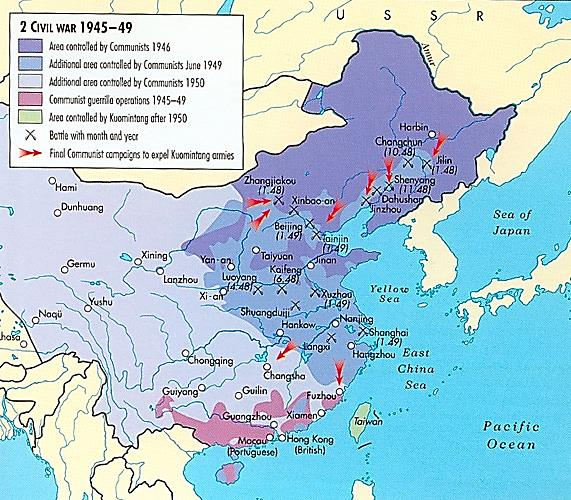 2 CIVIL WAR 1945–49
Area controlled by Communists 1946
Additional area controlled by Communists June 1949
Additional area controlled by Communists 1950
Communist guerrilla operations 1945–49
Area controlled by Kuomintang after 1950
Battle with month and year
Final Communist campaigns to expel Kuomintang armies
U S S R
Amur
Harbin
Changchun
(10.48)
Jilin
(1.48)
Shenyang
(11.48)
Dahushan
Jinzhou
Zhangjiakou
(1.48)
Xinbao-an
Beijing
(1.49)
Tainjin
(1.49)
Hami
Dunhuang
Sea of
Japan
Taiyuan
Jinan
Yan-an
Xining
Germu
Lanzhou
Luoyang
(4.48)
Kaifeng
(6.48)
Xi-an
Xuzhou
(1.49)
Yellow
Sea
Yushu
Shuangduiji
Naqü
Hankow
Nanjing
Shanghai
(1.49)
Langxi
Hangzhou
hasa
East
China
Sea
Chongqing
Changsha
Guiyang
Guilin
Fuzhou
Xiamen
Guangzhou
Taiwan
Pacific
Ocean
Macau
(Portuguese)
Hong Kong
(British)